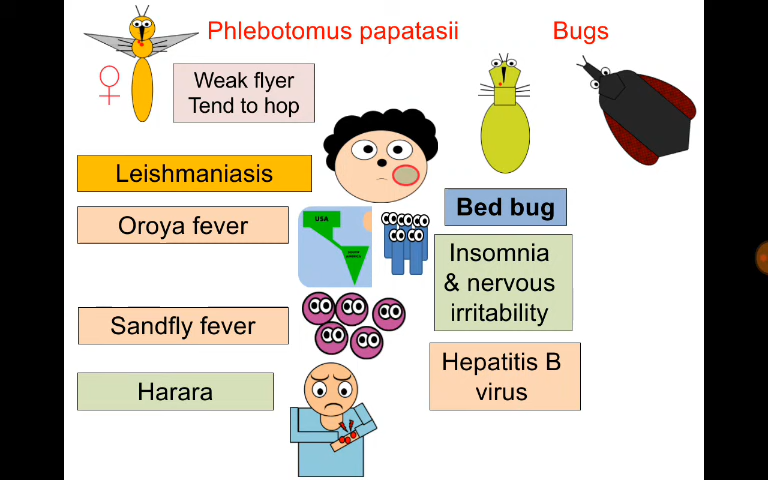 Phlebotomus papatasii
Bugs
Weak flyer
Tend to hop
Leishmaniasis
Oroya fever
USA
Bed bug
Insomnia
& nervous
irritability
Sandfly fever
Hepatitis B
virus
Harara